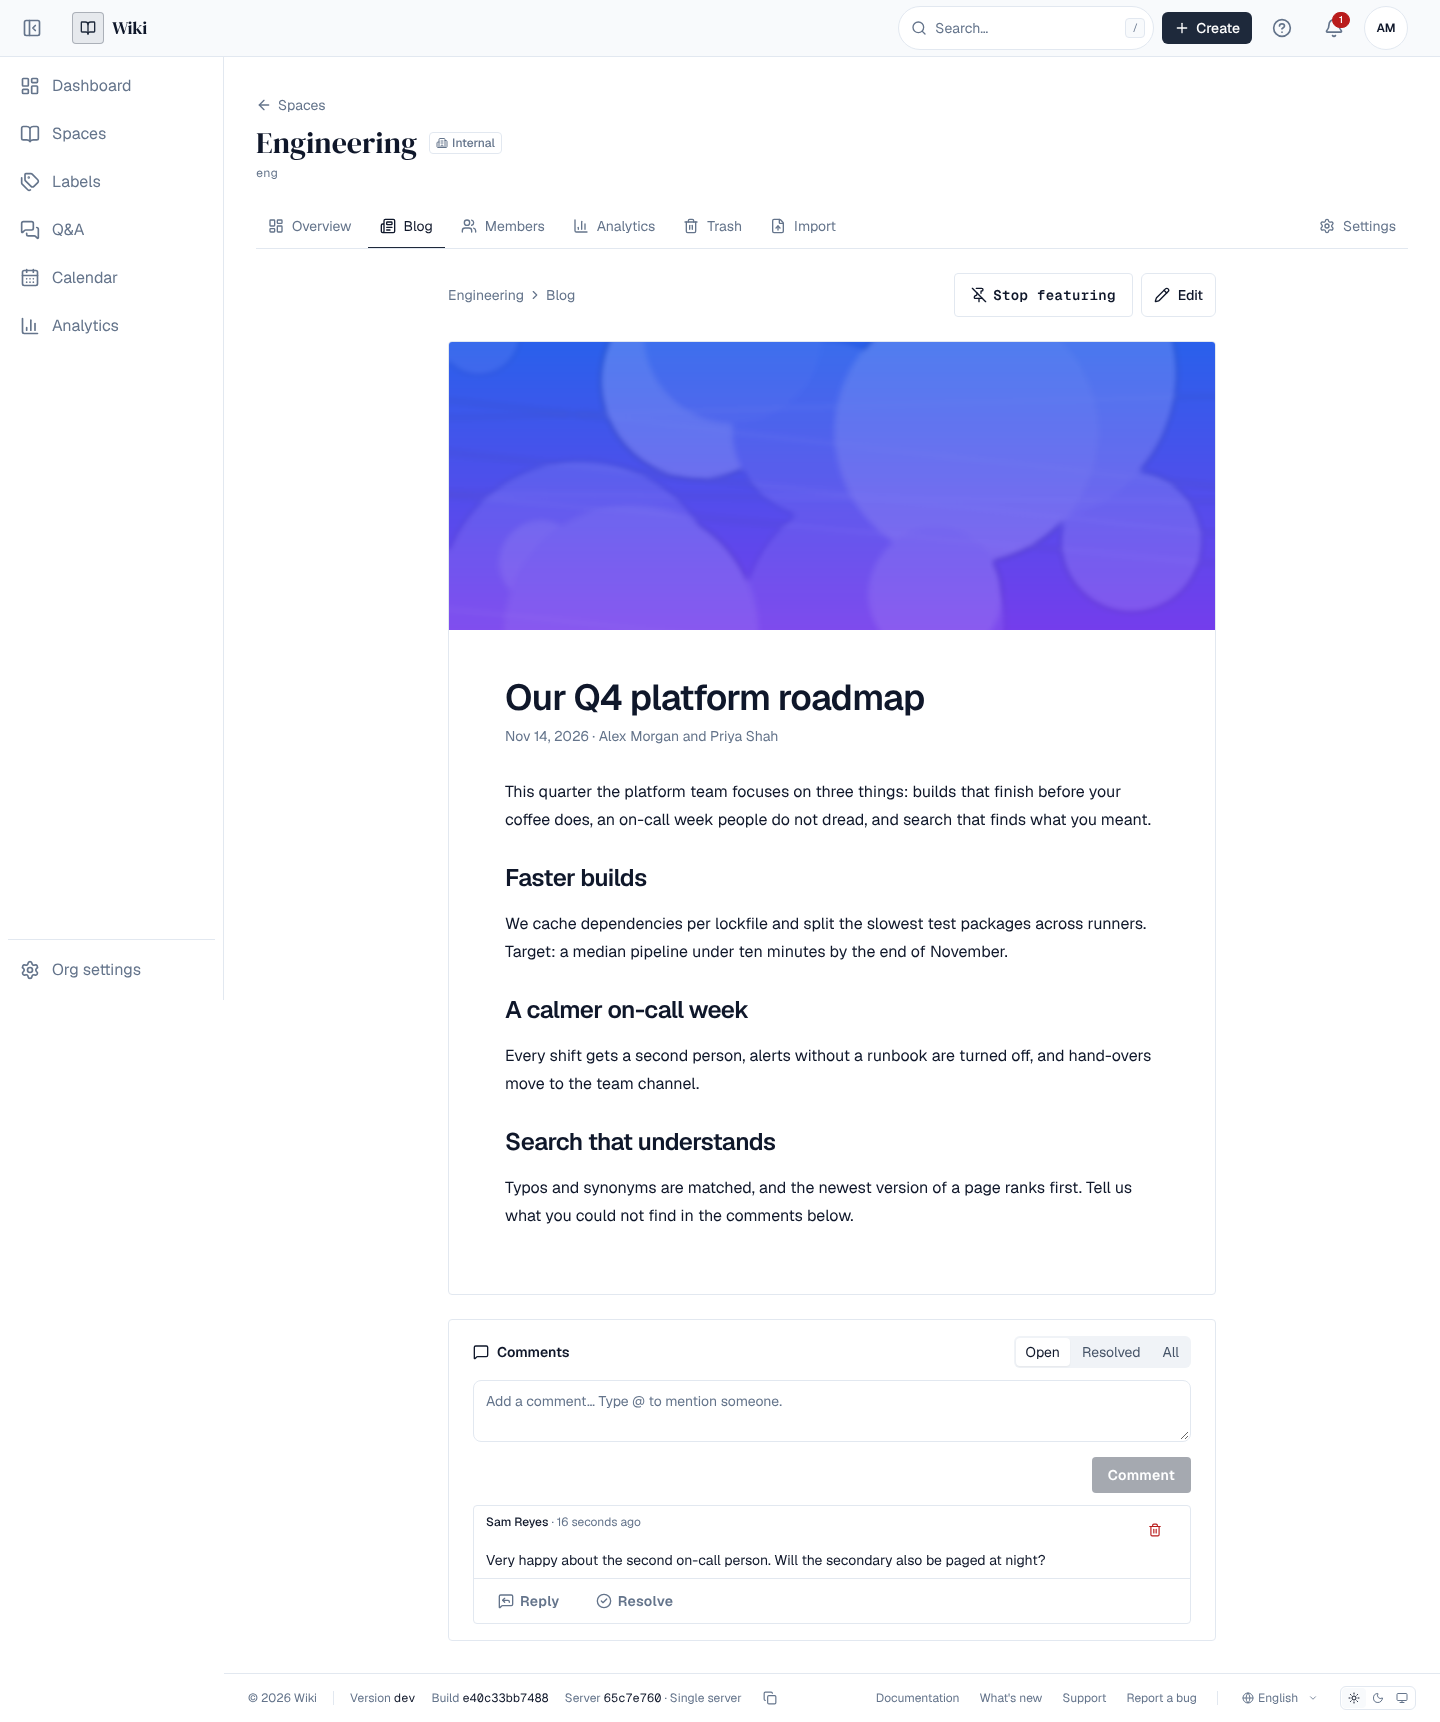 Wiki
Search...
/
Create
1
AM
Dashboard
Spaces
Labels
Q&A
Calendar
Analytics
Org settings
Spaces
Engineering
Internal
eng
Overview
Blog
Members
Analytics
Trash
Import
Settings
Engineering > Blog
Stop featuring
Edit
Our Q4 platform roadmap
Nov 14, 2026 · Alex Morgan and Priya Shah
This quarter the platform team focuses on three things: builds that finish before your
coffee does, an on-call week people do not dread, and search that finds what you meant.
Faster builds
We cache dependencies per lockfile and split the slowest test packages across runners.
Target: a median pipeline under ten minutes by the end of November.
A calmer on-call week
Every shift gets a second person, alerts without a runbook are turned off, and hand-overs
move to the team channel.
Search that understands
Typos and synonyms are matched, and the newest version of a page ranks first. Tell us
what you could not find in the comments below.
Comments
Open
Resolved
All
Add a comment... Type @ to mention someone.
Comment
Sam Reyes · 16 seconds ago
Very happy about the second on-call person. Will the secondary also be paged at night?
Reply
Resolve
© 2026 Wiki
Version dev
Build e40c33bb7488
Server 65c7e760 · Single server
Documentation
What's new
Support
Report a bug
English